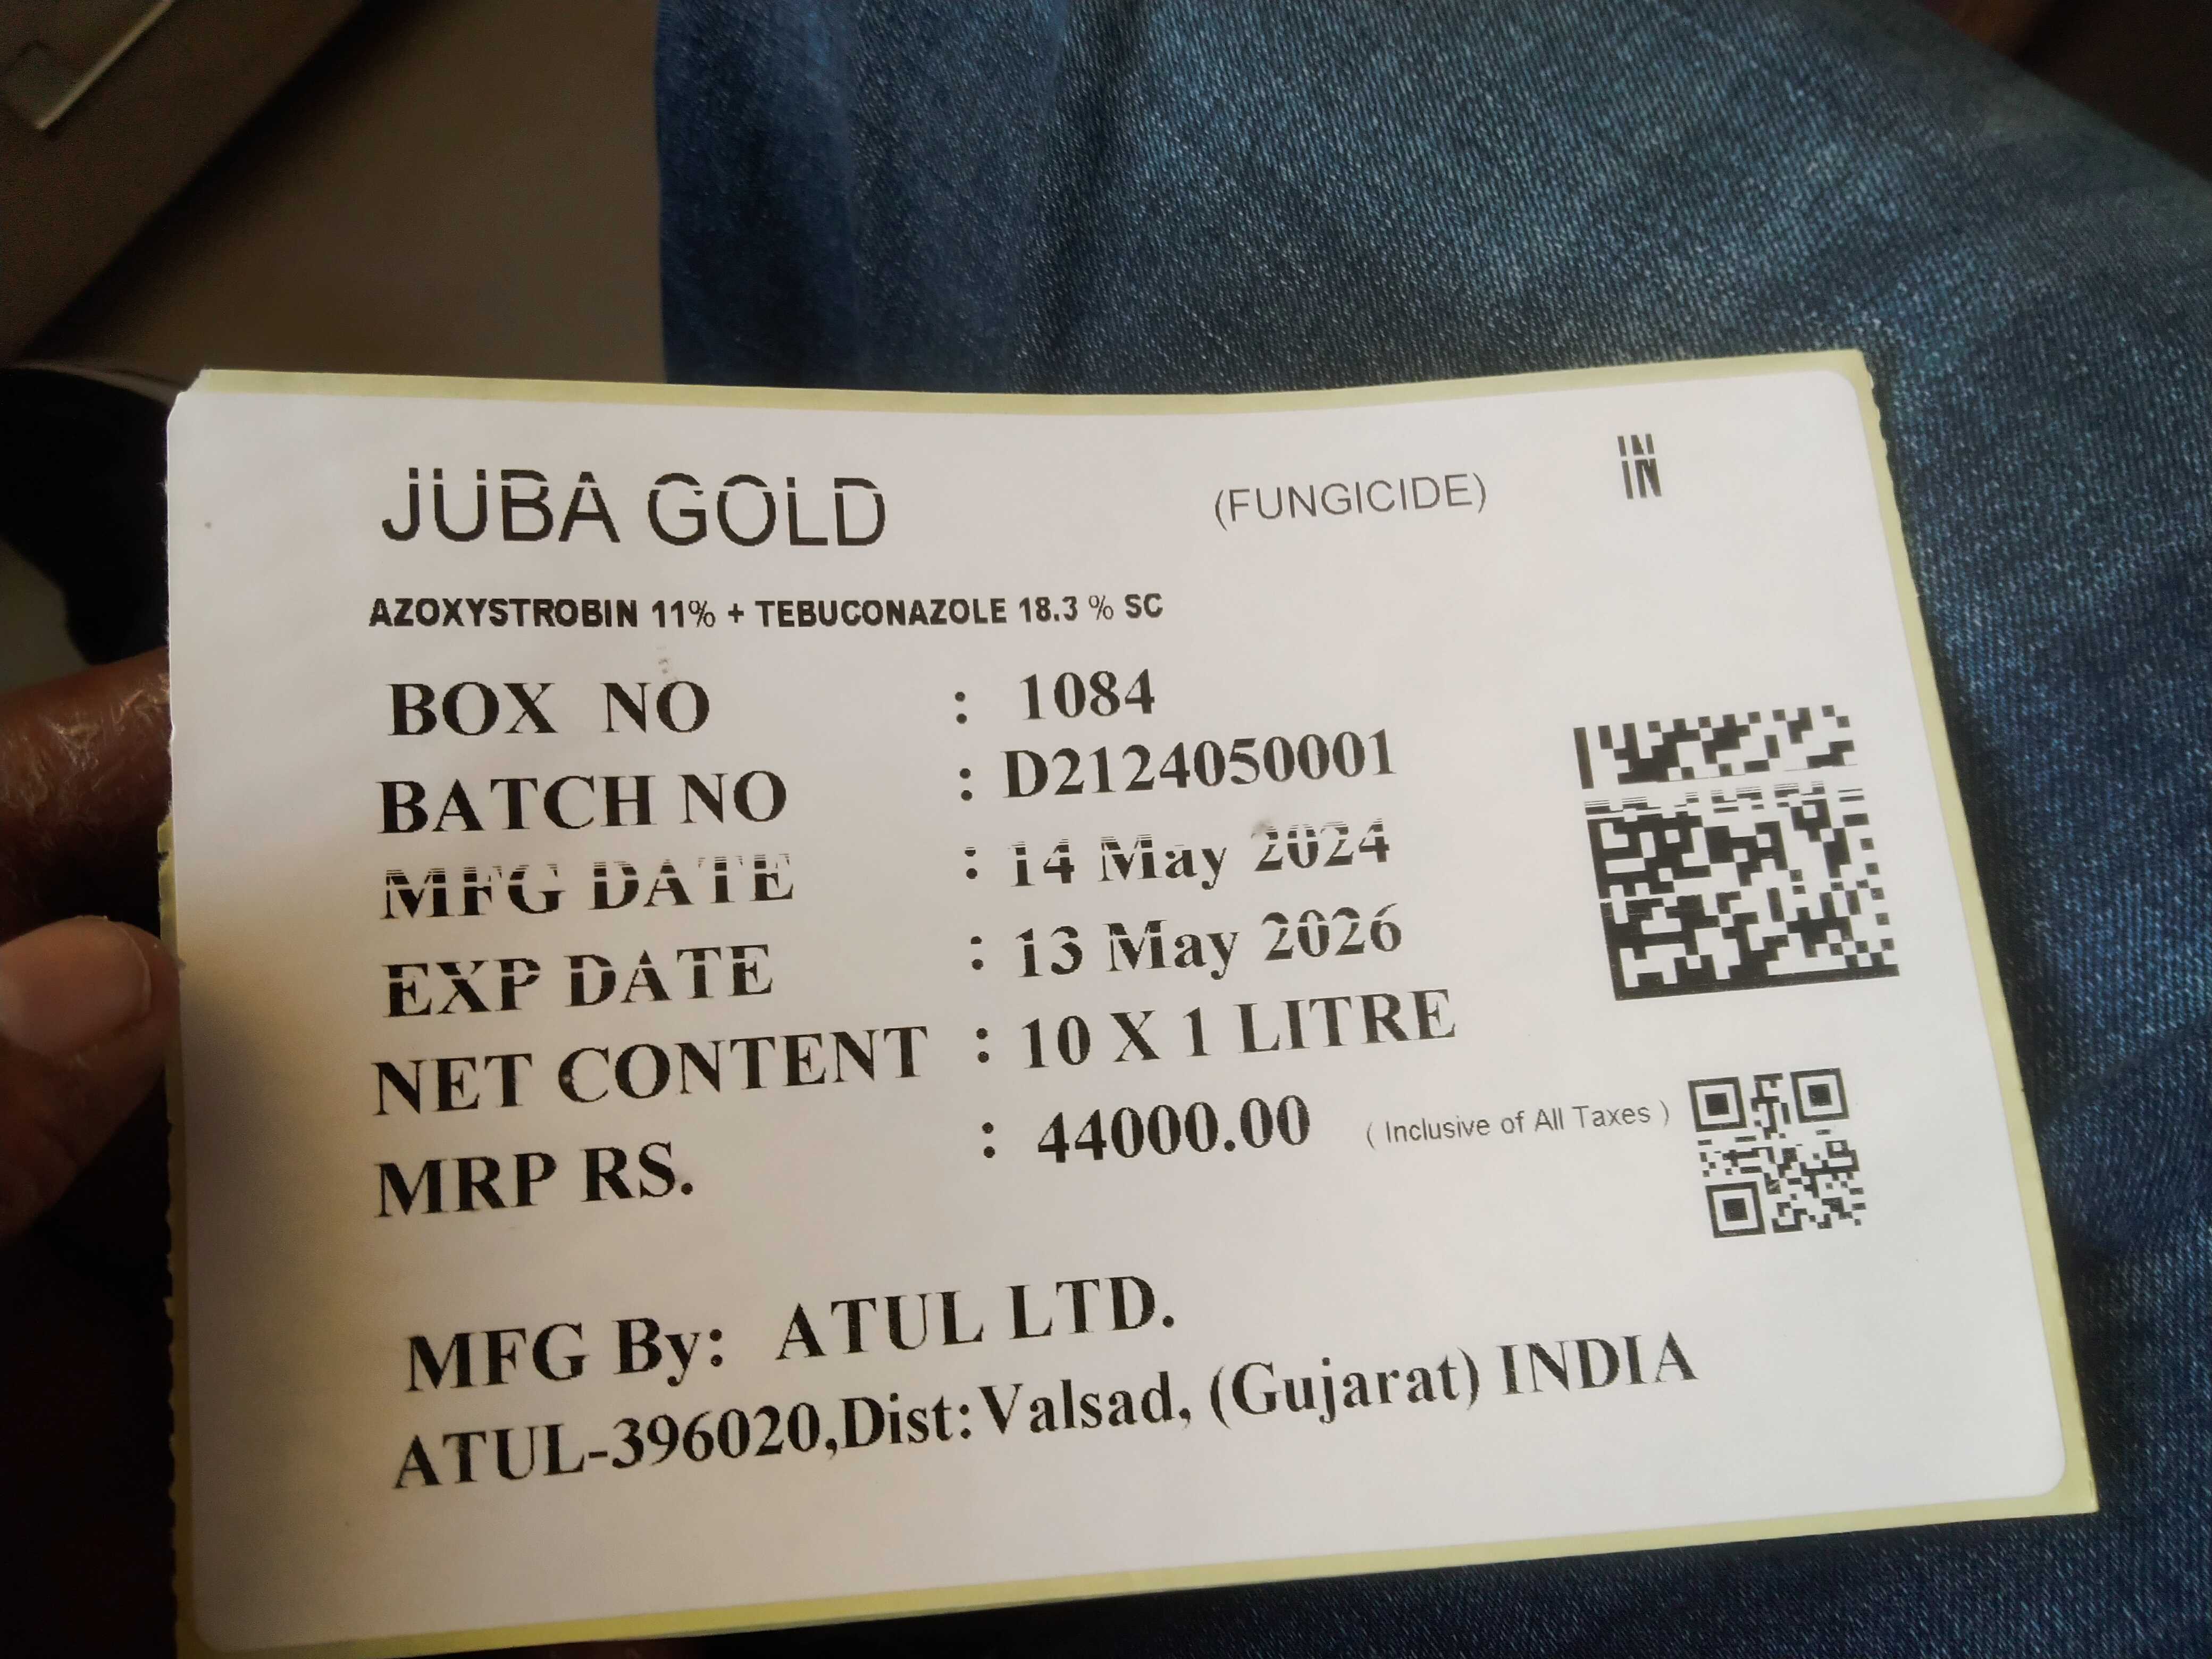 JUBA GOLD (FUNGICIDE) IN
AZOXYSTROBIN 11% + TEBUCONAZOLE 18.3 % SC
BOX NO : 1084
BATCH NO : D2124050001
MFG DATE : 14 May 2024
EXP DATE : 13 May 2026
NET CONTENT : 10 X 1 LITRE
MRP RS. : 44000.00 ( Inclusive of All Taxes )
MFG By: ATUL LTD.
ATUL-396020,Dist:Valsad, (Gujarat) INDIA